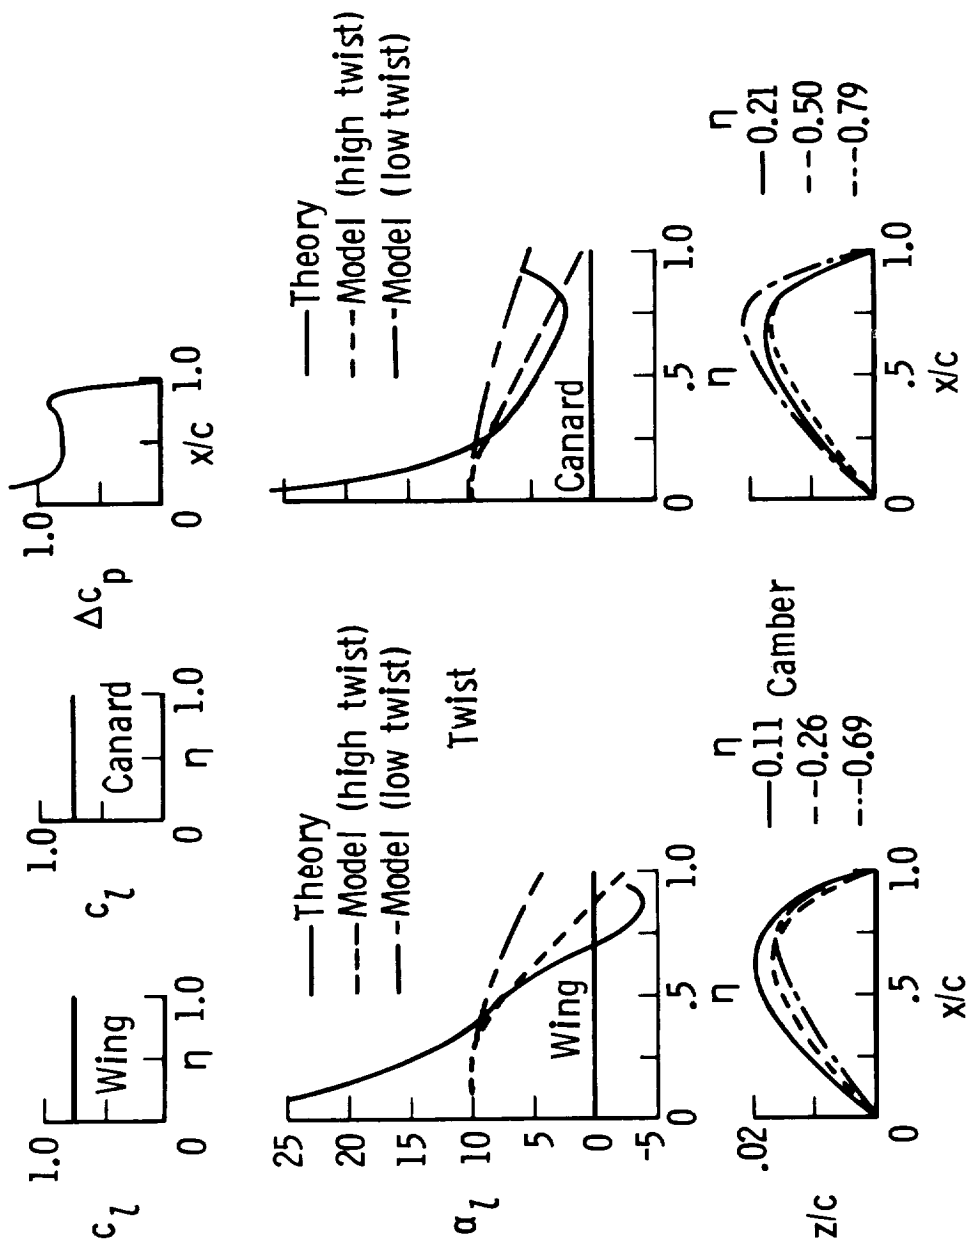 1.0
c_l
Wing
0 1.0
η
1.0
c_l
Canard
0 1.0
η
1.0
Δc_p
0 1.0
x/c
25
20
15
10
5
0
-5
α_l
Theory
Model (high twist)
Model (low twist)
Wing
0 .5 1.0
η
Twist
Theory
Model (high twist)
Model (low twist)
Canard
0 .5 1.0
η
.02
z/c
0 .5 1.0
x/c
η
0.11
0.26
0.69
Camber
0 .5 1.0
x/c
η
0.21
0.50
0.79